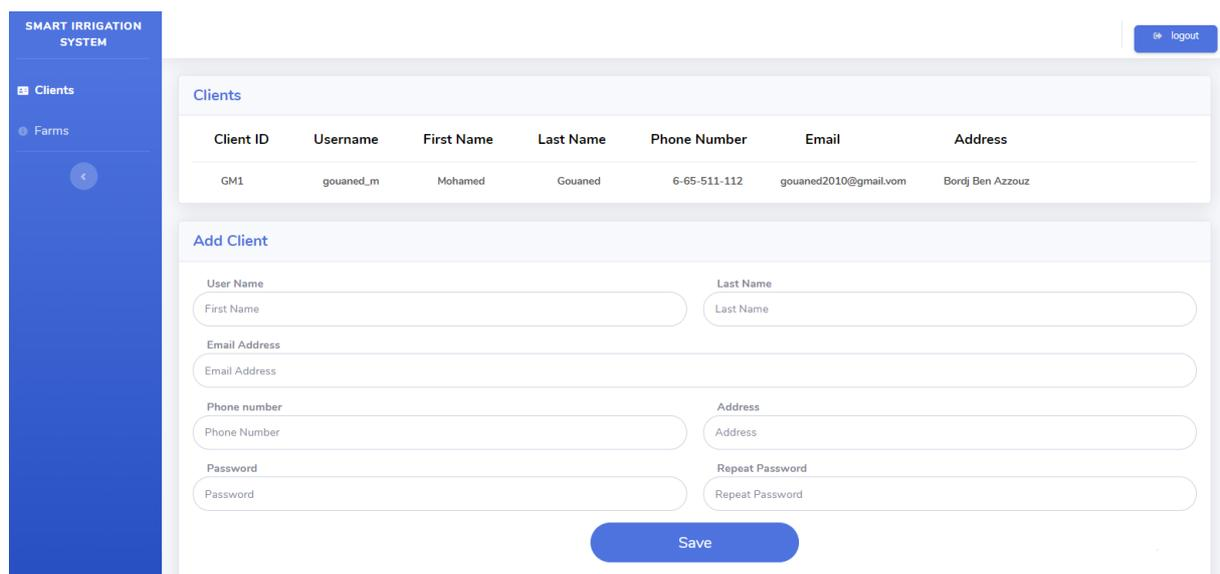 SMART IRRIGATION
SYSTEM
logout
Clients
Farms
Clients
Client ID Username First Name Last Name Phone Number Email Address
GM1 gouaned_m Mohamed Gouaned 6-65-511-112 gouaned2010@gmail.vom Bordj Ben Azzouz
Add Client
User Name Last Name
First Name Last Name
Email Address
Email Address
Phone number Address
Phone Number Address
Password Repeat Password
Password Repeat Password
Save